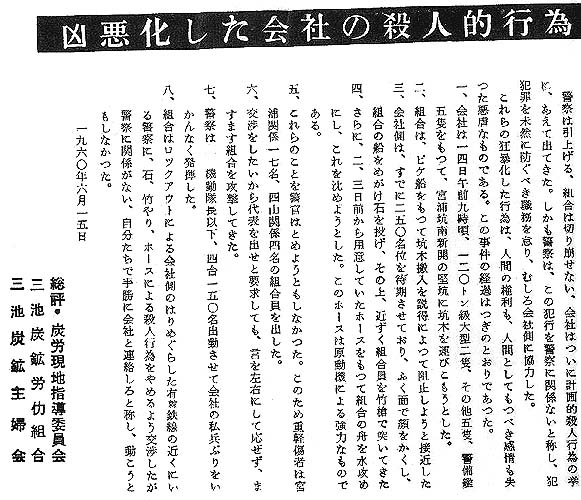 凶悪化した会社の殺人的行為
警察は引上げる、組合は切り崩せない、会社はついに計画的殺人行為の挙
に、あえて出てきた。しかも警察は、この犯行を警察に関係ないと称し、犯
犯罪を未然に防ぐべき職務を怠り、むしろ会社側に協力した。
これらの狂暴化した行為は、人間の権利も、人間としてもつべき感情も失
つた悪虐なものである。この事件の経過はつぎのとおりであつた。
一、会社は一四日午前九時頃、一二〇トン級大型二隻、その他五隻、警備艇
五隻をもつて、宮浦坑南新開の竪坑に坑木を運びこもうとした。
二、組合は、ピケ船をもつて坑木搬入を説得によつて阻止しようと接近した
三、会社側は、すでに二五〇名位を待期させており、ふく面で顔をかくし、
組合の船をめがけ石を投げ、その上、近ずく組合員を竹槍で突いてきた
四、さらに、二、三日前から用意していたホースをもつて組合の舟を水攻め
にし、これを沈めようとした。このホースは原動機による強力なもので
ある。
五、これらのことを警官はとめようともしなかつた。このため重軽傷者は宮
浦関係一七名、四山関係四名の組合員を出した。
六、交渉をしたいから代表を出せと要求しても、言を左右にして応ぜず、ま
すます組合を攻撃してきた。
七、警察は 機動隊長以下、四台一五〇名出動させて会社の私兵ぶりをい
かんなく発揮した。
八、組合はロックアウトによる会社側のはりめぐらした有刺鉄線の近くにい
る警察に、石、竹やり、ホースによる殺人行為をやめるよう交渉したが
警察に関係がない、自分たちで手勝に会社と連絡しろと称し、動こうと
もしなかつた。
一九六〇年六月一五日
総評・炭労現地指導委員会
三池炭鉱労仂組合
三池炭鉱主婦会